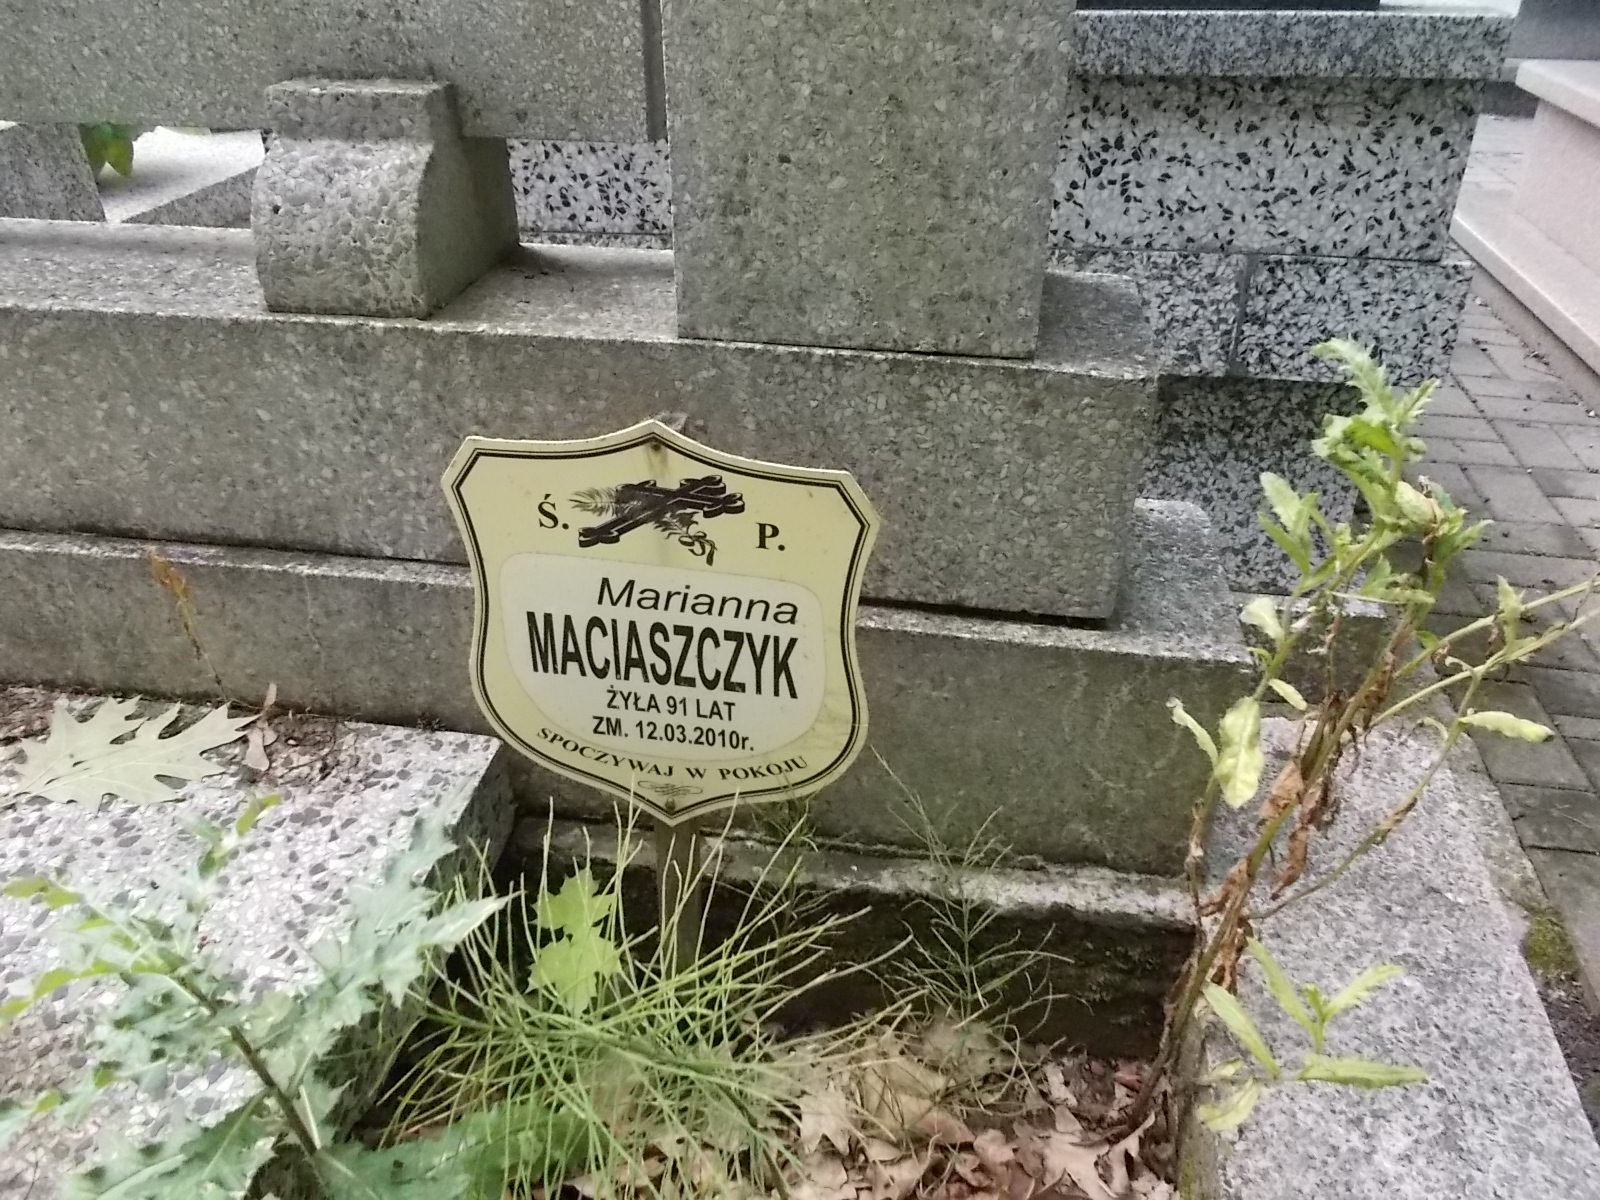 Ś. P.
Marianna
MACIASZCZYK
ŻYŁA 91 LAT
ZM. 12.03.2010r.
SPOCZYWAJ W POKOJU